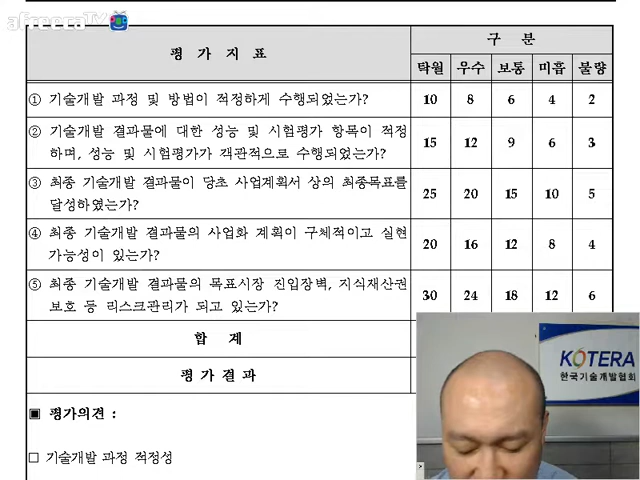 afreecaTV
평 가 지 표
구 분
탁월 우수 보통 미흡 불량
① 기술개발 과정 및 방법이 적정하게 수행되었는가? 10 8 6 4 2
② 기술개발 결과물에 대한 성능 및 시험평가 항목이 적정
하며, 성능 및 시험평가가 객관적으로 수행되었는가? 15 12 9 6 3
③ 최종 기술개발 결과물이 당초 사업계획서 상의 최종목표를
달성하였는가? 25 20 15 10 5
④ 최종 기술개발 결과물의 사업화 계획이 구체적이고 실현
가능성이 있는가? 20 16 12 8 4
⑤ 최종 기술개발 결과물의 목표시장 진입장벽, 지식재산권
보호 등 리스크관리가 되고 있는가? 30 24 18 12 6
합 계
평 가 결 과
KOTERA
한국기술개발협회
▣ 평가의견 :
□ 기술개발 과정 적정성